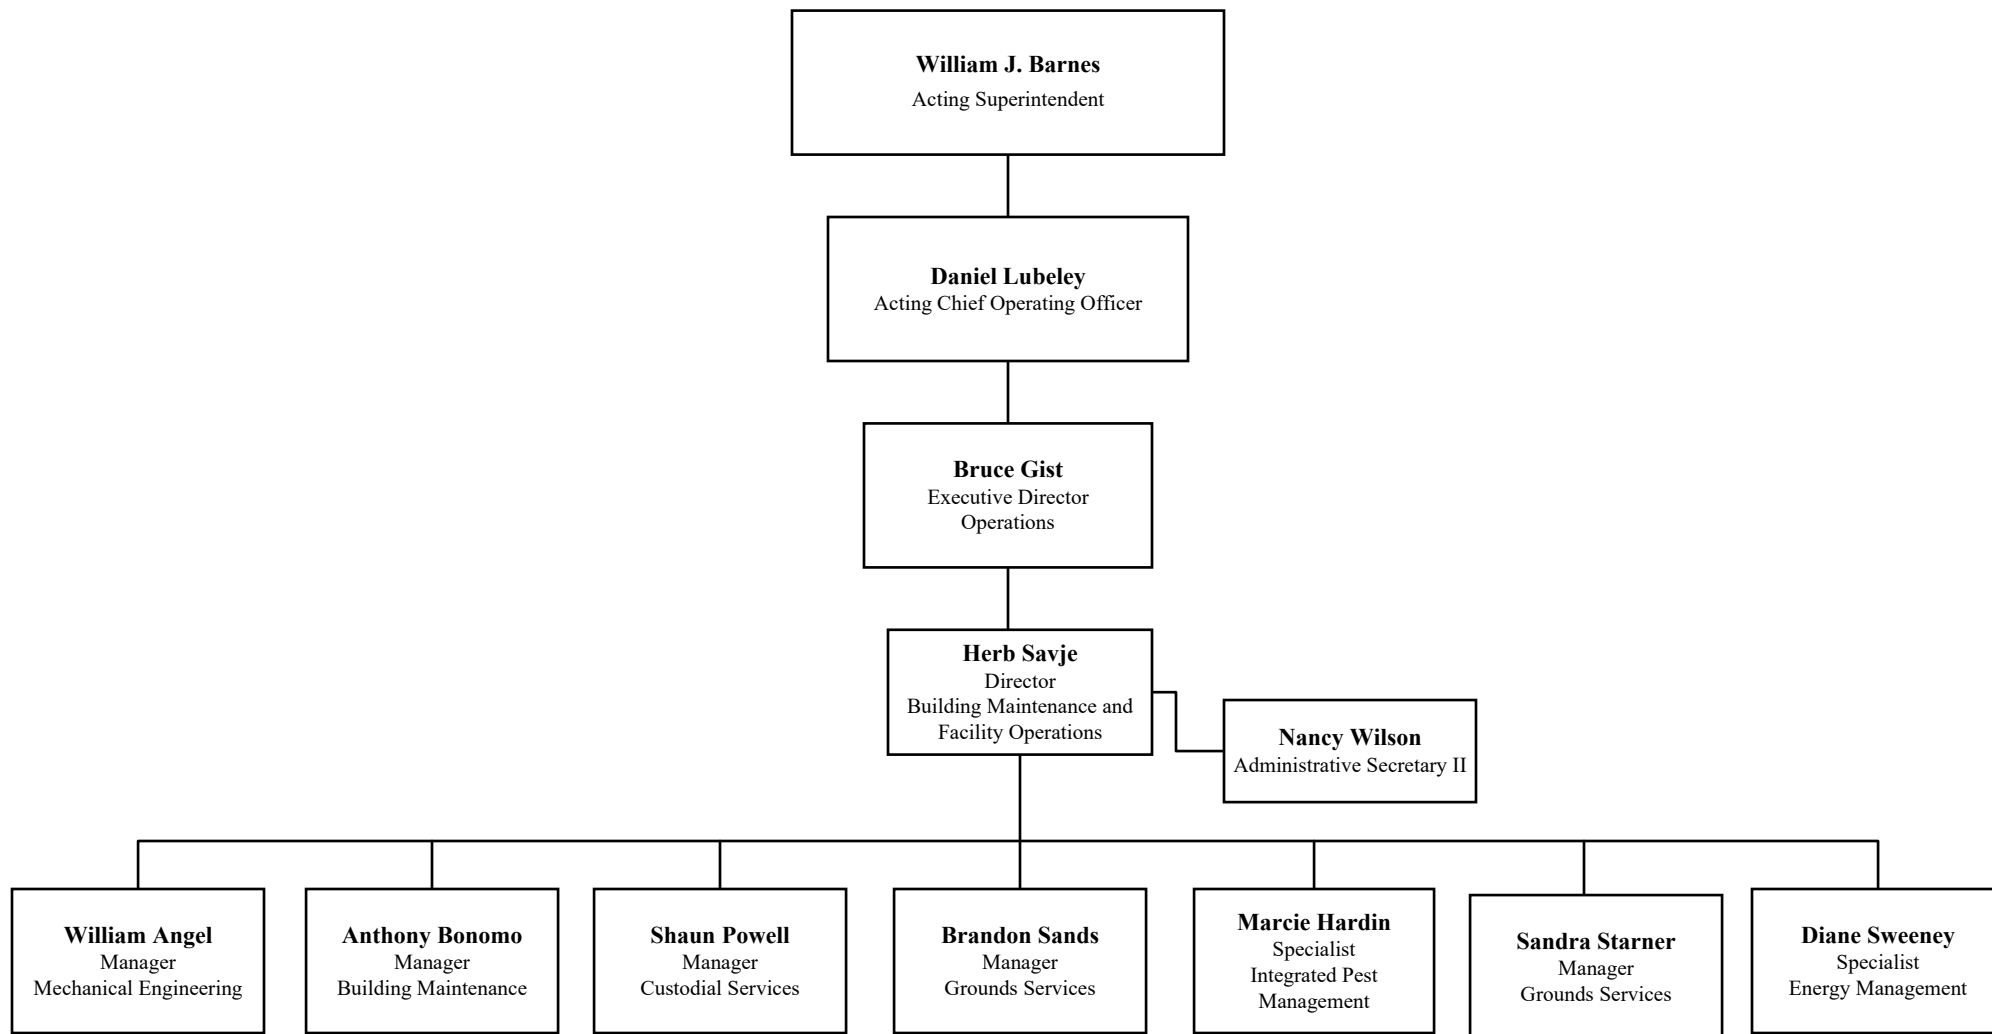 William J. Barnes
Acting Superintendent
Daniel Lubeley
Acting Chief Operating Officer
Bruce Gist
Executive Director
Operations
Herb Savje
Director
Building Maintenance and
Facility Operations
Nancy Wilson
Administrative Secretary II
William Angel
Manager
Mechanical Engineering
Anthony Bonomo
Manager
Building Maintenance
Shaun Powell
Manager
Custodial Services
Brandon Sands
Manager
Grounds Services
Marcie Hardin
Specialist
Integrated Pest
Management
Sandra Starner
Manager
Grounds Services
Diane Sweeney
Specialist
Energy Management